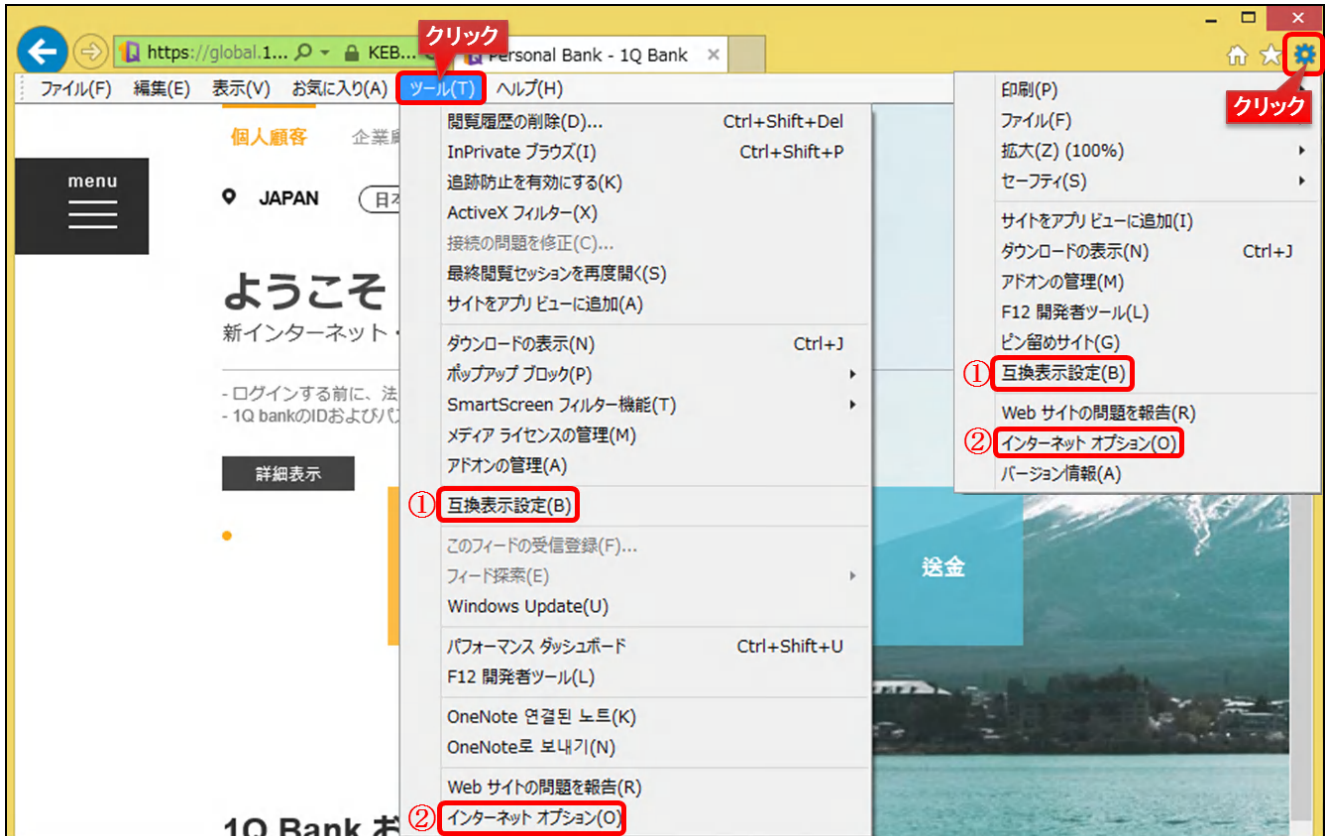 クリック
https://global.1...
KEB...
Personal Bank - 1Q Bank
ファイル(F) 編集(E) 表示(V) お気に入り(A) ツール(T) ヘルプ(H)
個人顧客 企業
menu
JAPAN
ようこそ
新インターネット・
- ログインする前に、法
- 1Q bankのIDおよびパ
詳細表示
1Q Bank お
閲覧履歴の削除(D)... Ctrl+Shift+Del
InPrivate ブラウズ(I) Ctrl+Shift+P
追跡防止を有効にする(K)
ActiveX フィルター(X)
接続の問題を修正(C)...
最終閲覧セッションを再度開く(S)
サイトをアプリ ビューに追加(A)
ダウンロードの表示(N) Ctrl+J
ポップアップ ブロック(P)
SmartScreen フィルター機能(T)
メディア ライセンスの管理(M)
アドオンの管理(A)
① 互換表示設定(B)
このフィードの受信登録(F)...
フィード探索(E)
Windows Update(U)
パフォーマンス ダッシュボード Ctrl+Shift+U
F12 開発者ツール(L)
OneNote 연결된 노트(K)
OneNote로 보내기(N)
Web サイトの問題を報告(R)
② インターネット オプション(O)
送金
クリック
印刷(P)
ファイル(F)
拡大(Z) (100%)
セーフティ(S)
サイトをアプリ ビューに追加(I)
ダウンロードの表示(N) Ctrl+J
アドオンの管理(M)
F12 開発者ツール(L)
ピン留めサイト(G)
① 互換表示設定(B)
Web サイトの問題を報告(R)
② インターネット オプション(O)
バージョン情報(A)